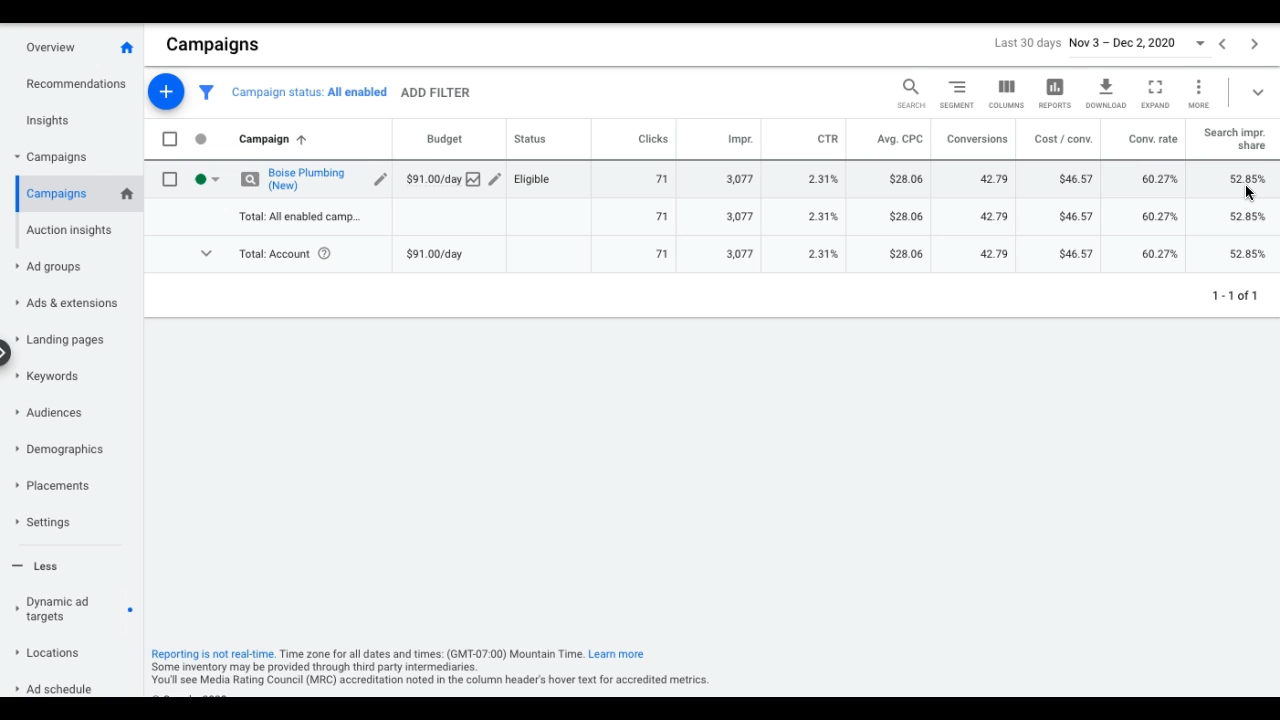 Overview
Recommendations
Insights
Campaigns
Campaigns
Auction insights
Ad groups
Ads & extensions
Landing pages
Keywords
Audiences
Demographics
Placements
Settings
Less
Dynamic ad
targets
Locations
Ad schedule
Campaigns
Last 30 days Nov 3 – Dec 2, 2020
Campaign status: All enabled ADD FILTER
SEARCH SEGMENT COLUMNS REPORTS DOWNLOAD EXPAND MORE
Campaign Budget Status Clicks Impr. CTR Avg. CPC Conversions Cost / conv. Conv. rate Search impr.
share
Boise Plumbing
(New) $91.00/day Eligible 71 3,077 2.31% $28.06 42.79 $46.57 60.27% 52.85%
Total: All enabled camp... 71 3,077 2.31% $28.06 42.79 $46.57 60.27% 52.85%
Total: Account $91.00/day 71 3,077 2.31% $28.06 42.79 $46.57 60.27% 52.85%
1 - 1 of 1
Reporting is not real-time. Time zone for all dates and times: (GMT-07:00) Mountain Time. Learn more
Some inventory may be provided through third party intermediaries.
You'll see Media Rating Council (MRC) accreditation noted in the column header's hover text for accredited metrics.